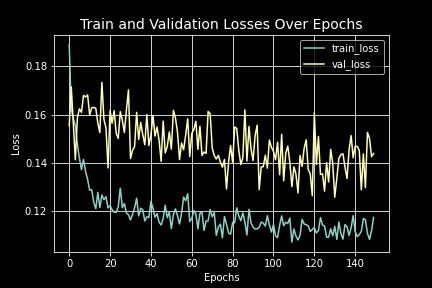 Train and Validation Losses Over Epochs
train_loss
val_loss
0.18
0.16
0.14
0.12
Loss
0
20
40
60
80
100
120
140
Epochs